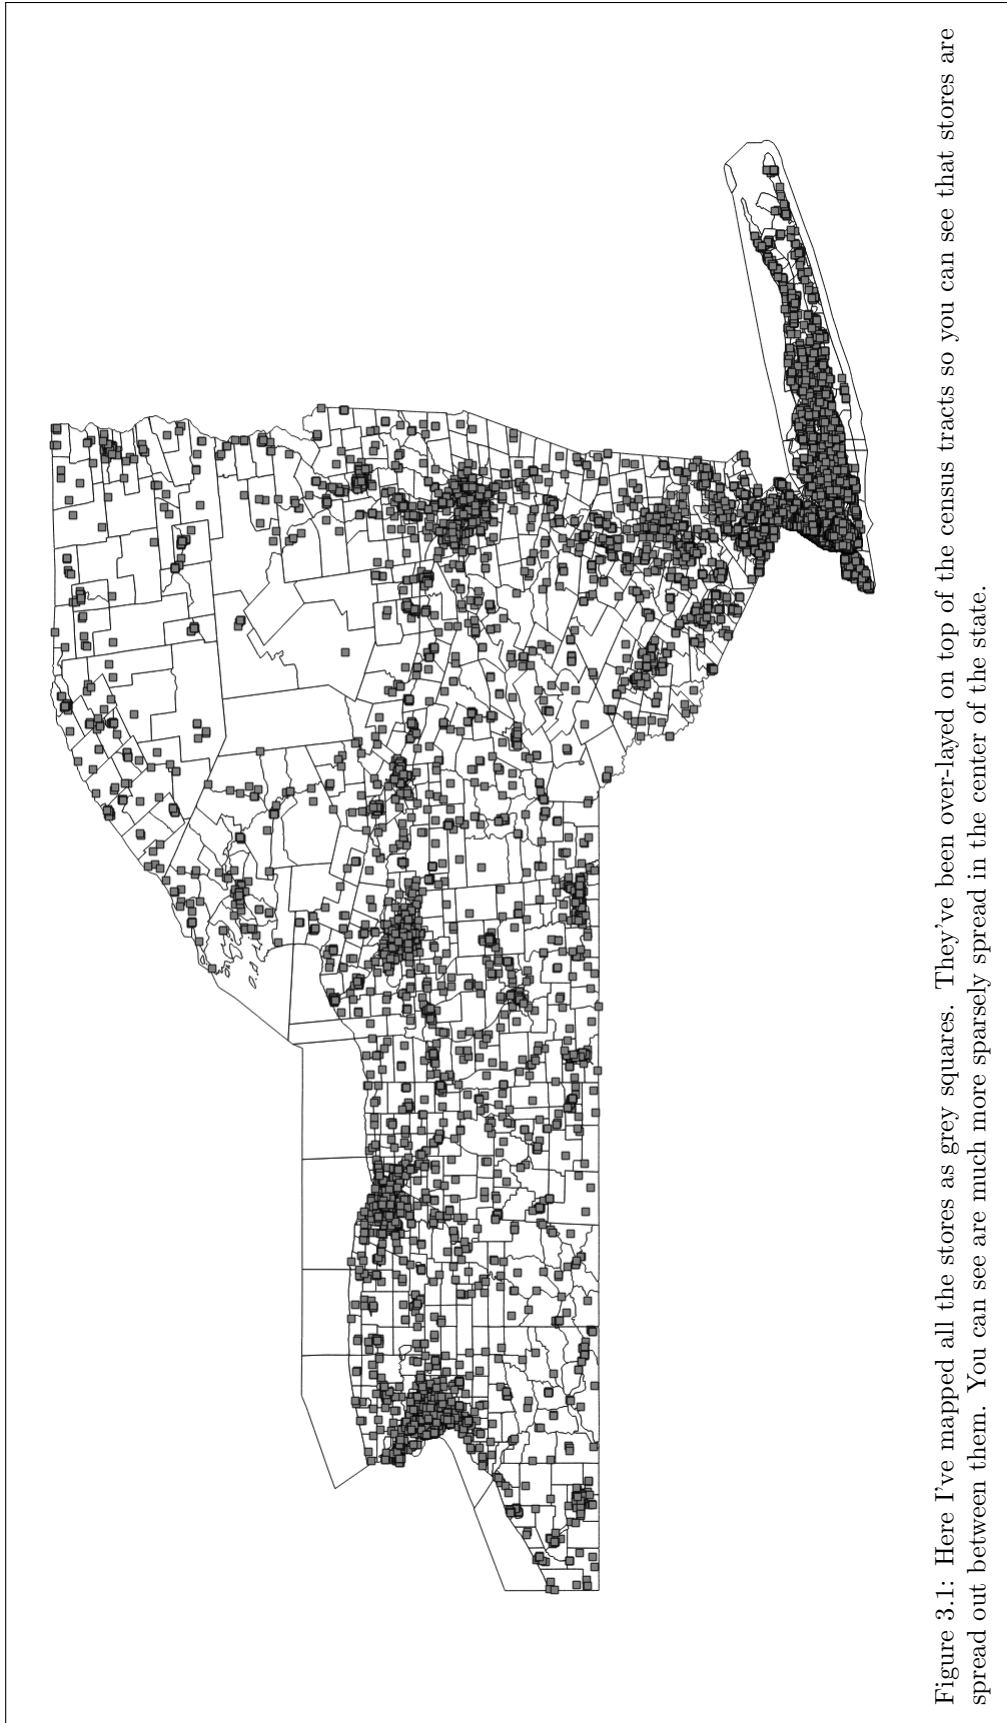 Figure 3.1: Here I've mapped all the stores as grey squares. They've been over-layed on top of the census tracts so you can see that stores are
spread out between them. You can see are much more sparsely spread in the center of the state.